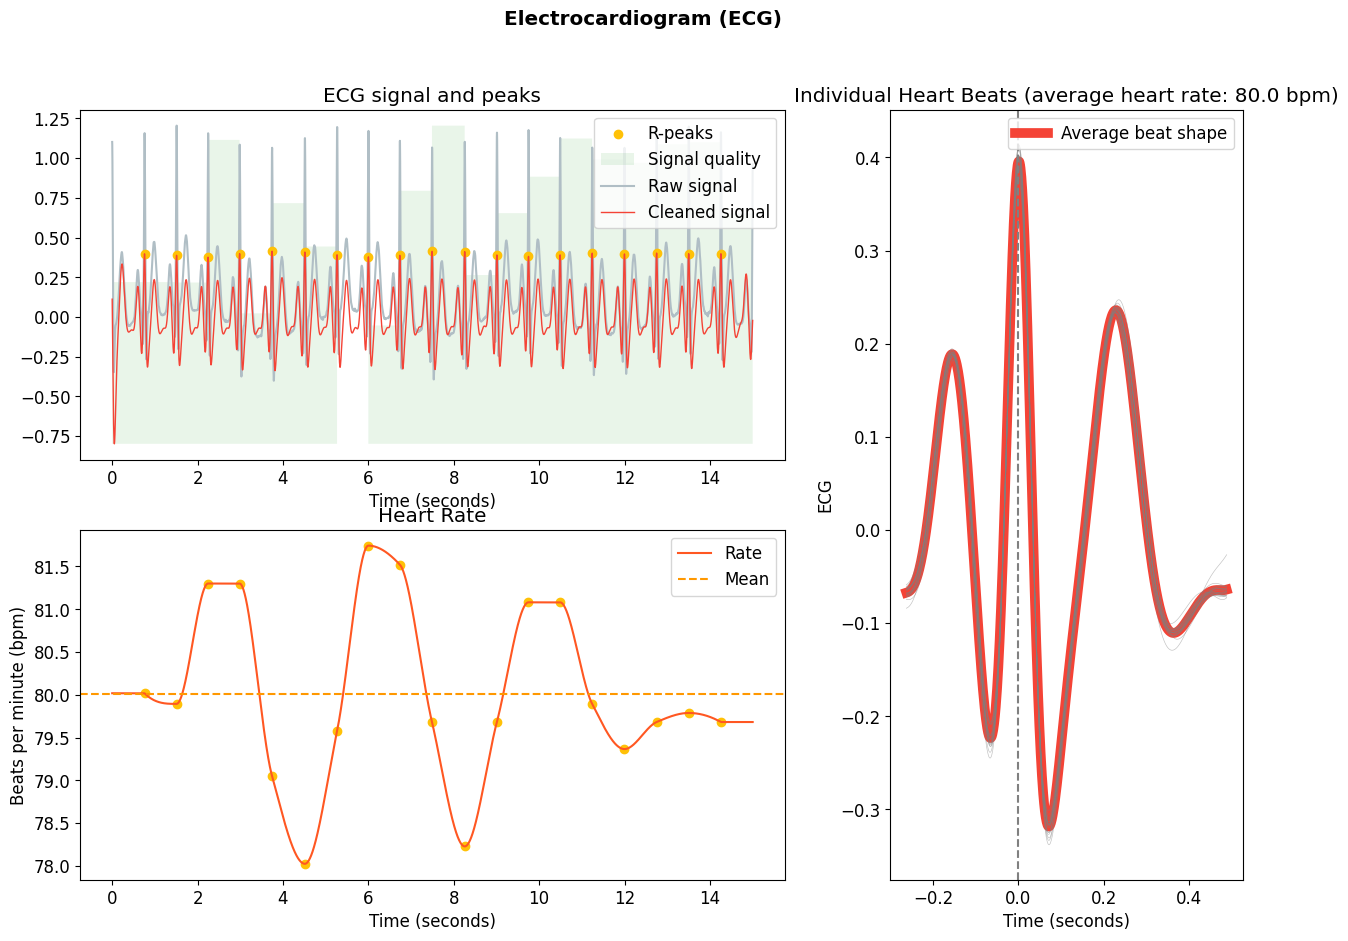 Electrocardiogram (ECG)
ECG signal and peaks
1.25
1.00
0.75
0.50
0.25
0.00
−0.25
−0.50
−0.75
R-peaks
Signal quality
Raw signal
Cleaned signal
0 2 4 6 8 10 12 14
Time (seconds)
Heart Rate
81.5
81.0
80.5
80.0
79.5
79.0
78.5
78.0
Beats per minute (bpm)
Rate
Mean
0 2 4 6 8 10 12 14
Time (seconds)
Individual Heart Beats (average heart rate: 80.0 bpm)
Average beat shape
0.4
0.3
0.2
0.1
0.0
−0.1
−0.2
−0.3
ECG
−0.2 0.0 0.2 0.4
Time (seconds)